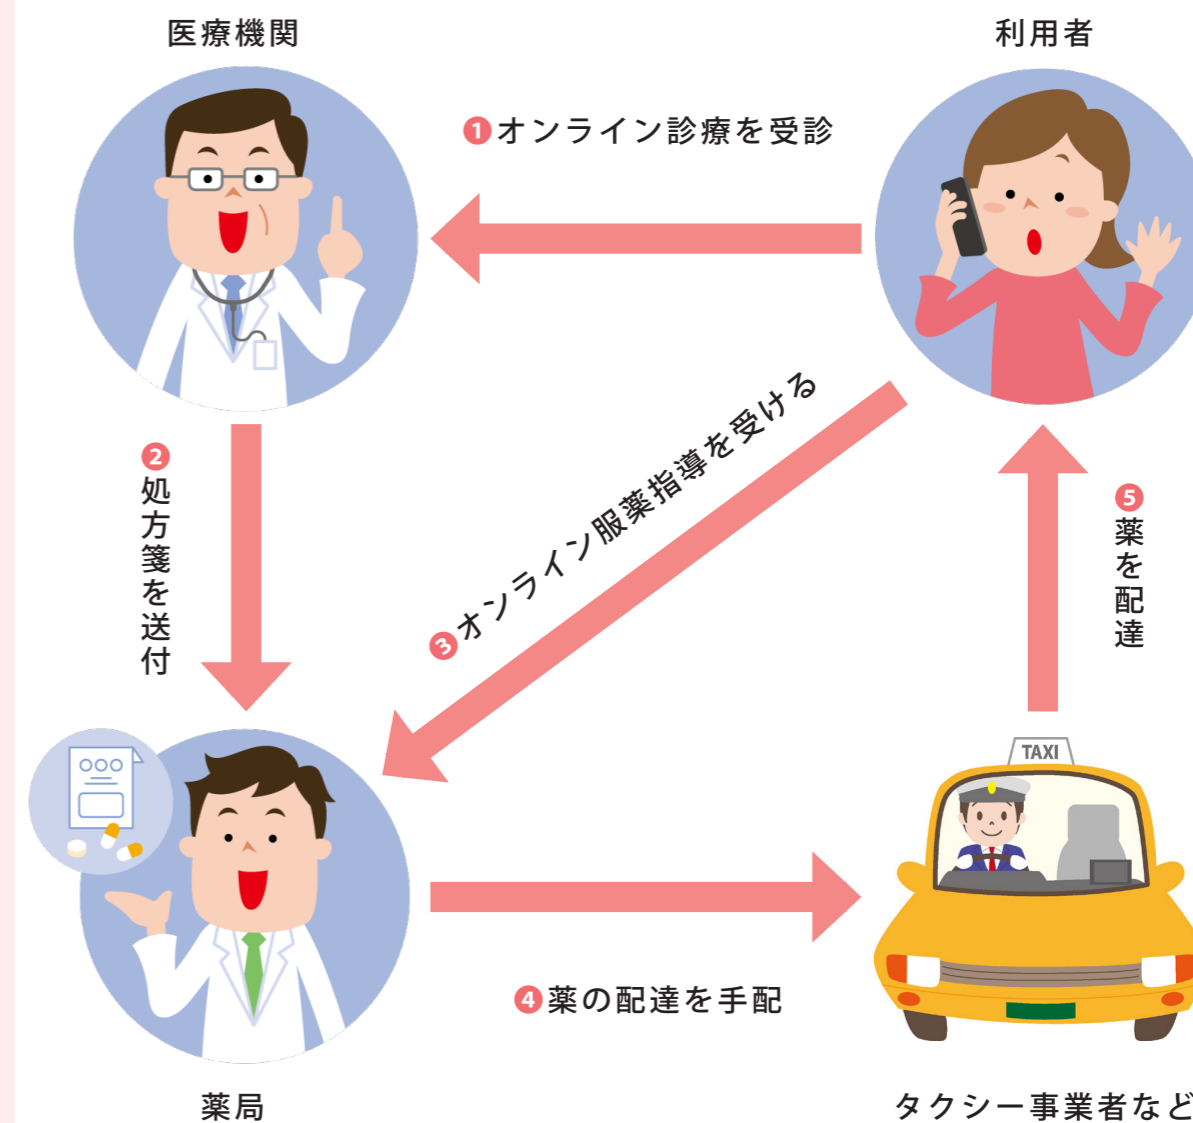 医療機関
利用者
❶オンライン診療を受診
❷処方箋を送付
❸オンライン服薬指導を受ける
❺薬を配達
TAXI
❹薬の配達を手配
薬局
タクシー事業者など